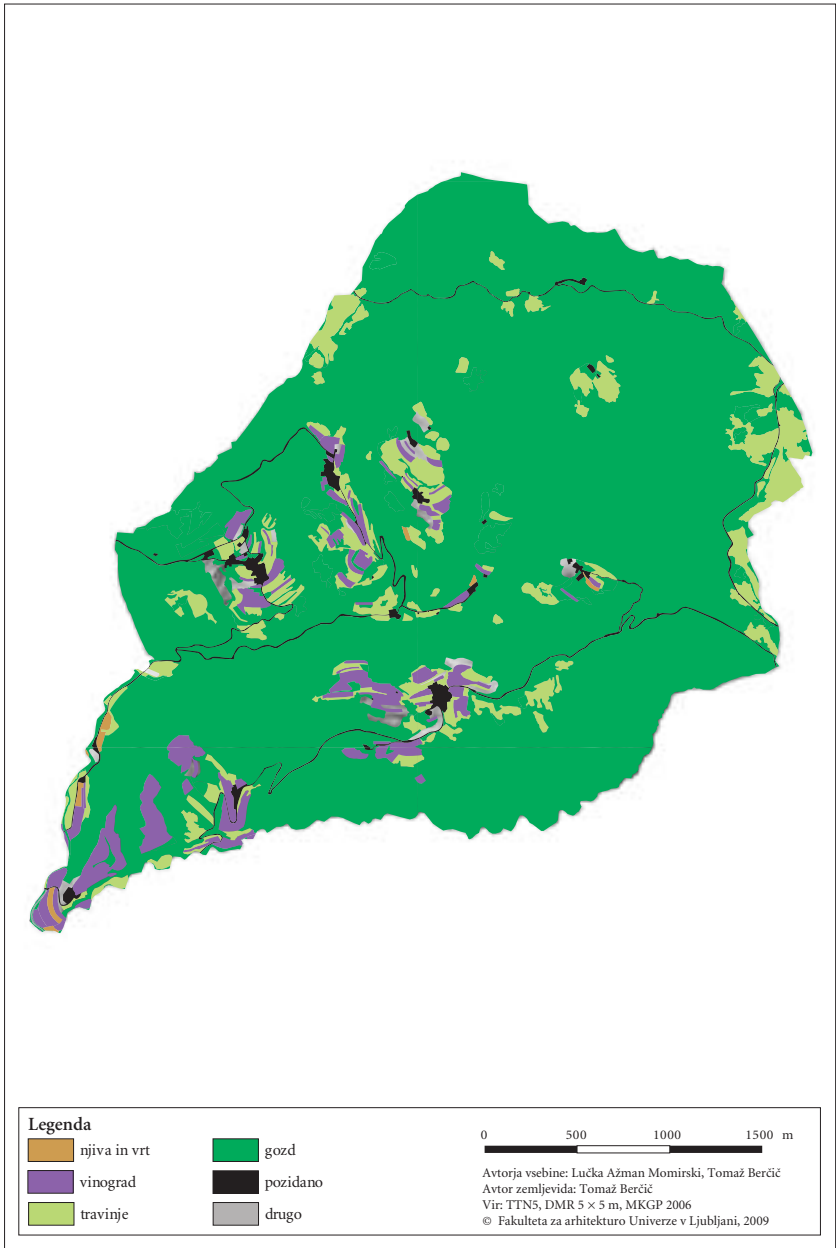 Legenda
njiva in vrt
vinograd
travinje
gozd
pozidano
drugo
0 500 1000 1500 m
Avtorja vsebine: Lučka Ažman Momirski, Tomaž Berčič
Avtor zemljevida: Tomaž Berčič
Vir: TTN5, DMR 5 × 5 m, MKGP 2006
© Fakulteta za arhitekturo Univerze v Ljubljani, 2009